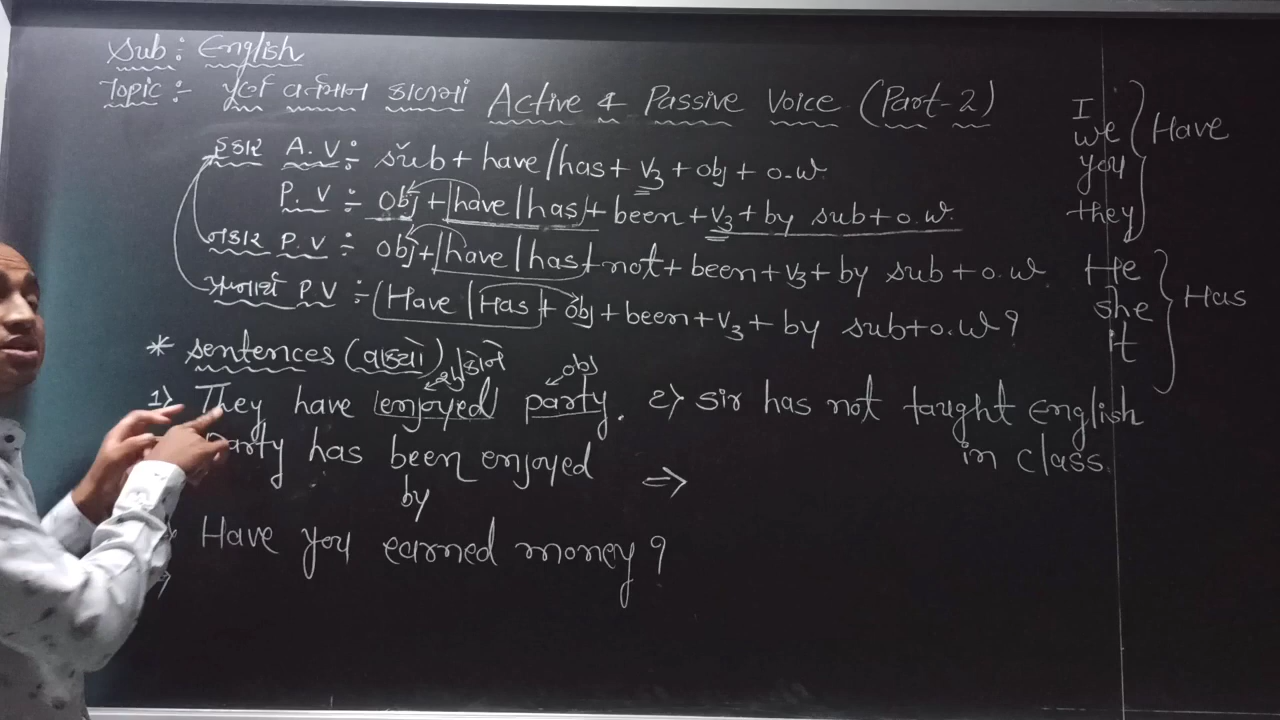 Sub : English
Topic :- પૂર્ણ વર્તમાન કાળમાં Active & Passive Voice (Part-2)
હકાર A.V :- sub + have/has + V3 + obj + o.w
P.V :- obj + have/has + been + V3 + by sub + o.w.
નકાર P.V :- obj + have/has + not + been + V3 + by sub + o.w
પ્રશ્નાર્થ P.V :- Have/Has + obj + been + V3 + by sub + o.w ?
I
we
you
they
Have
He
she
it
Has
* sentences (વાક્યો)
કોને
obj
1) They have enjoyed party.
Party has been enjoyed
by
2) sir has not taught English
in class.
⇒
Have you earned money ?